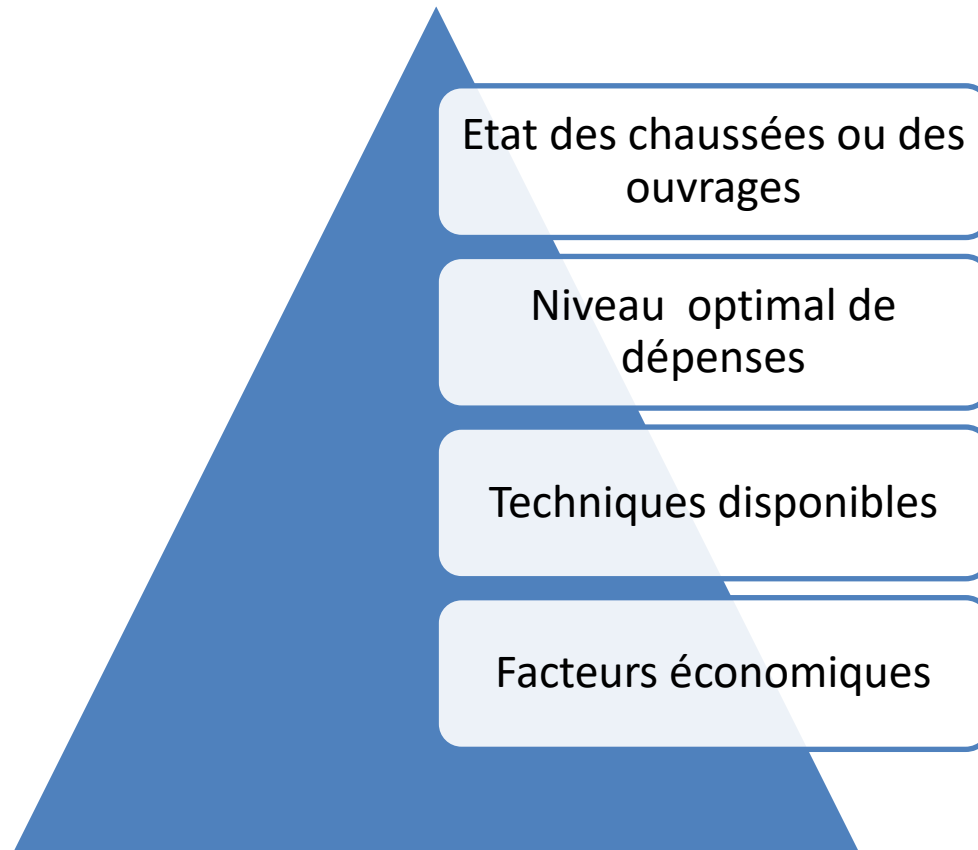 Etat des chaussées ou des
ouvrages
Niveau optimal de
dépenses
Techniques disponibles
Facteurs économiques